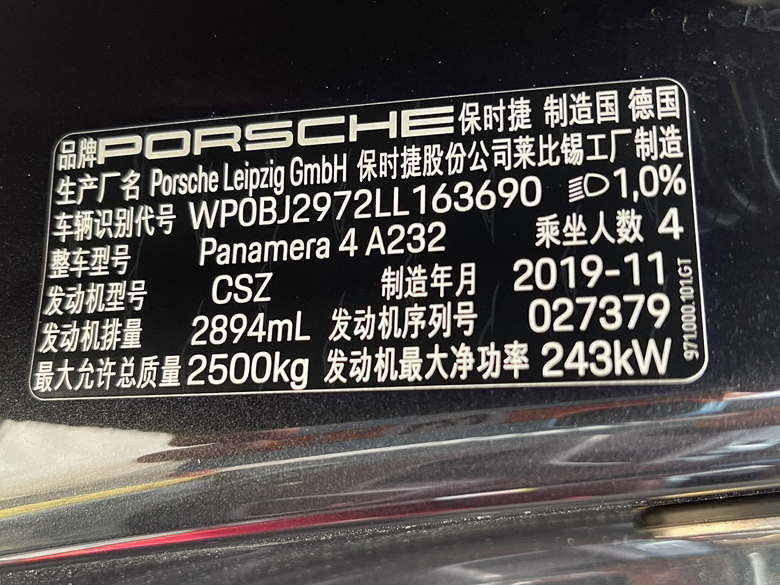 品牌 PORSCHE 保时捷 制造国 德国
生产厂名 Porsche Leipzig GmbH 保时捷股份公司莱比锡工厂制造
车辆识别代号 WP0BJ2972LL163690 1,0%
整车型号 Panamera 4 A232 乘坐人数 4
发动机型号 CSZ 制造年月 2019-11
发动机排量 2894mL 发动机序列号 027379
最大允许总质量 2500kg 发动机最大净功率 243kW
971.000.101.GT